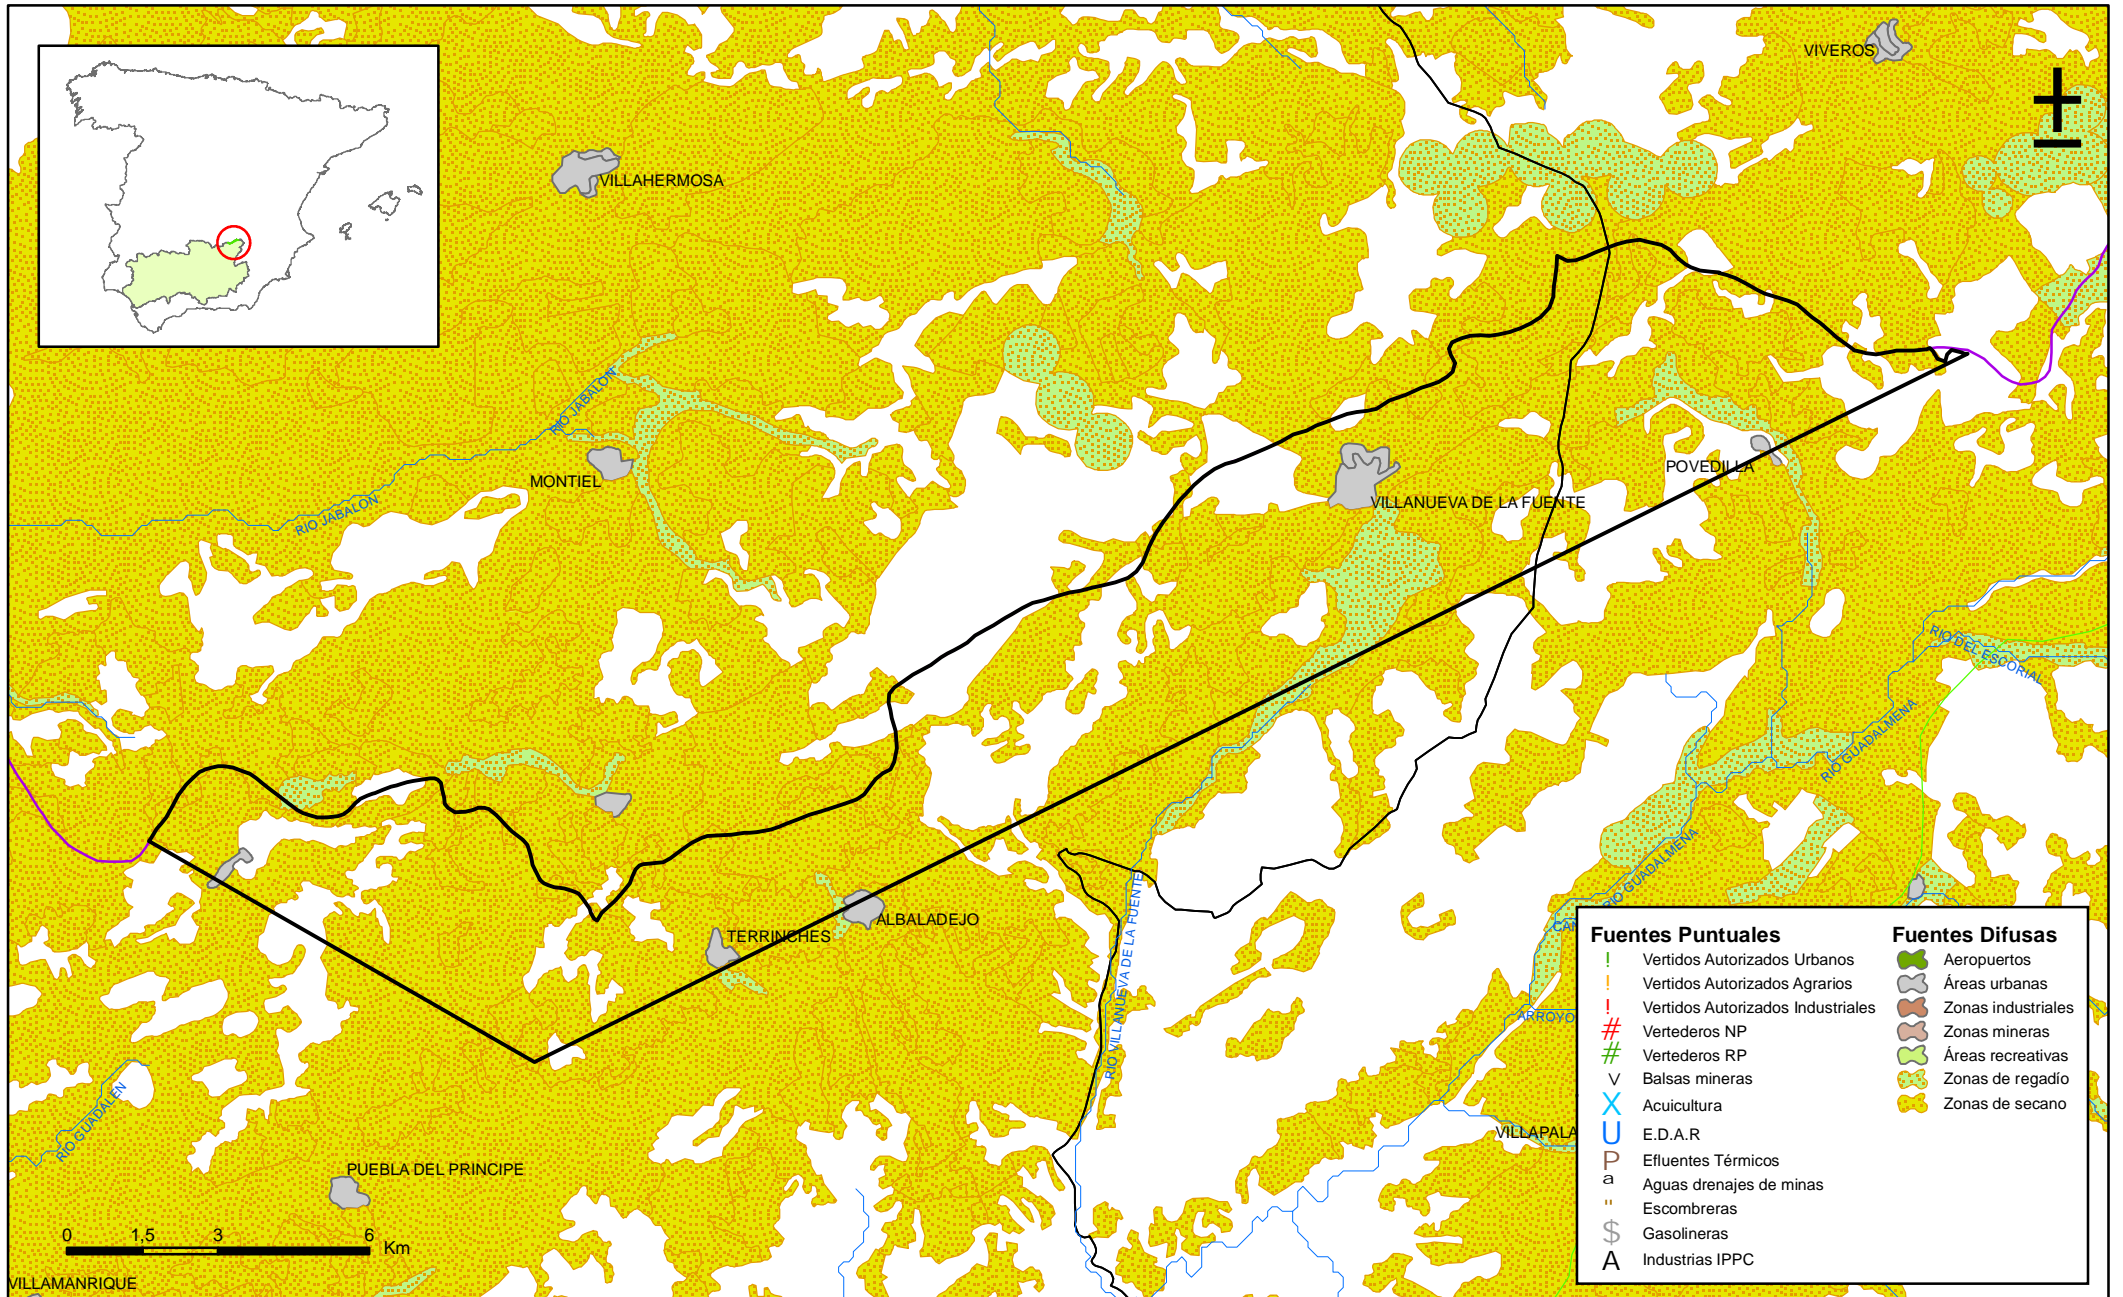 VIVEROS
VILLAHERMOSA
RIO JABALON
MONTIEL
RIO JABALON
POVEDILLA
VILLANUEVA DE LA FUENTE
RIO DEL ESCORIAL
RIO GUADALMENA
RIO GUADALMENA
RIO VILLANUEVA DE LA FUENTE
ALBALADEJO
TERRINCHES
CAÑ
ARROYO
VILLAPALA
RIO GUADALEN
PUEBLA DEL PRINCIPE
VILLAMANRIQUE
0 1,5 3 6
Km
Fuentes Puntuales
! Vertidos Autorizados Urbanos
! Vertidos Autorizados Agrarios
! Vertidos Autorizados Industriales
# Vertederos NP
# Vertederos RP
v Balsas mineras
X Acuicultura
U E.D.A.R
P Efluentes Térmicos
a Aguas drenajes de minas
" Escombreras
$ Gasolineras
A Industrias IPPC
Fuentes Difusas
Aeropuertos
Áreas urbanas
Zonas industriales
Zonas mineras
Áreas recreativas
Zonas de regadío
Zonas de secano